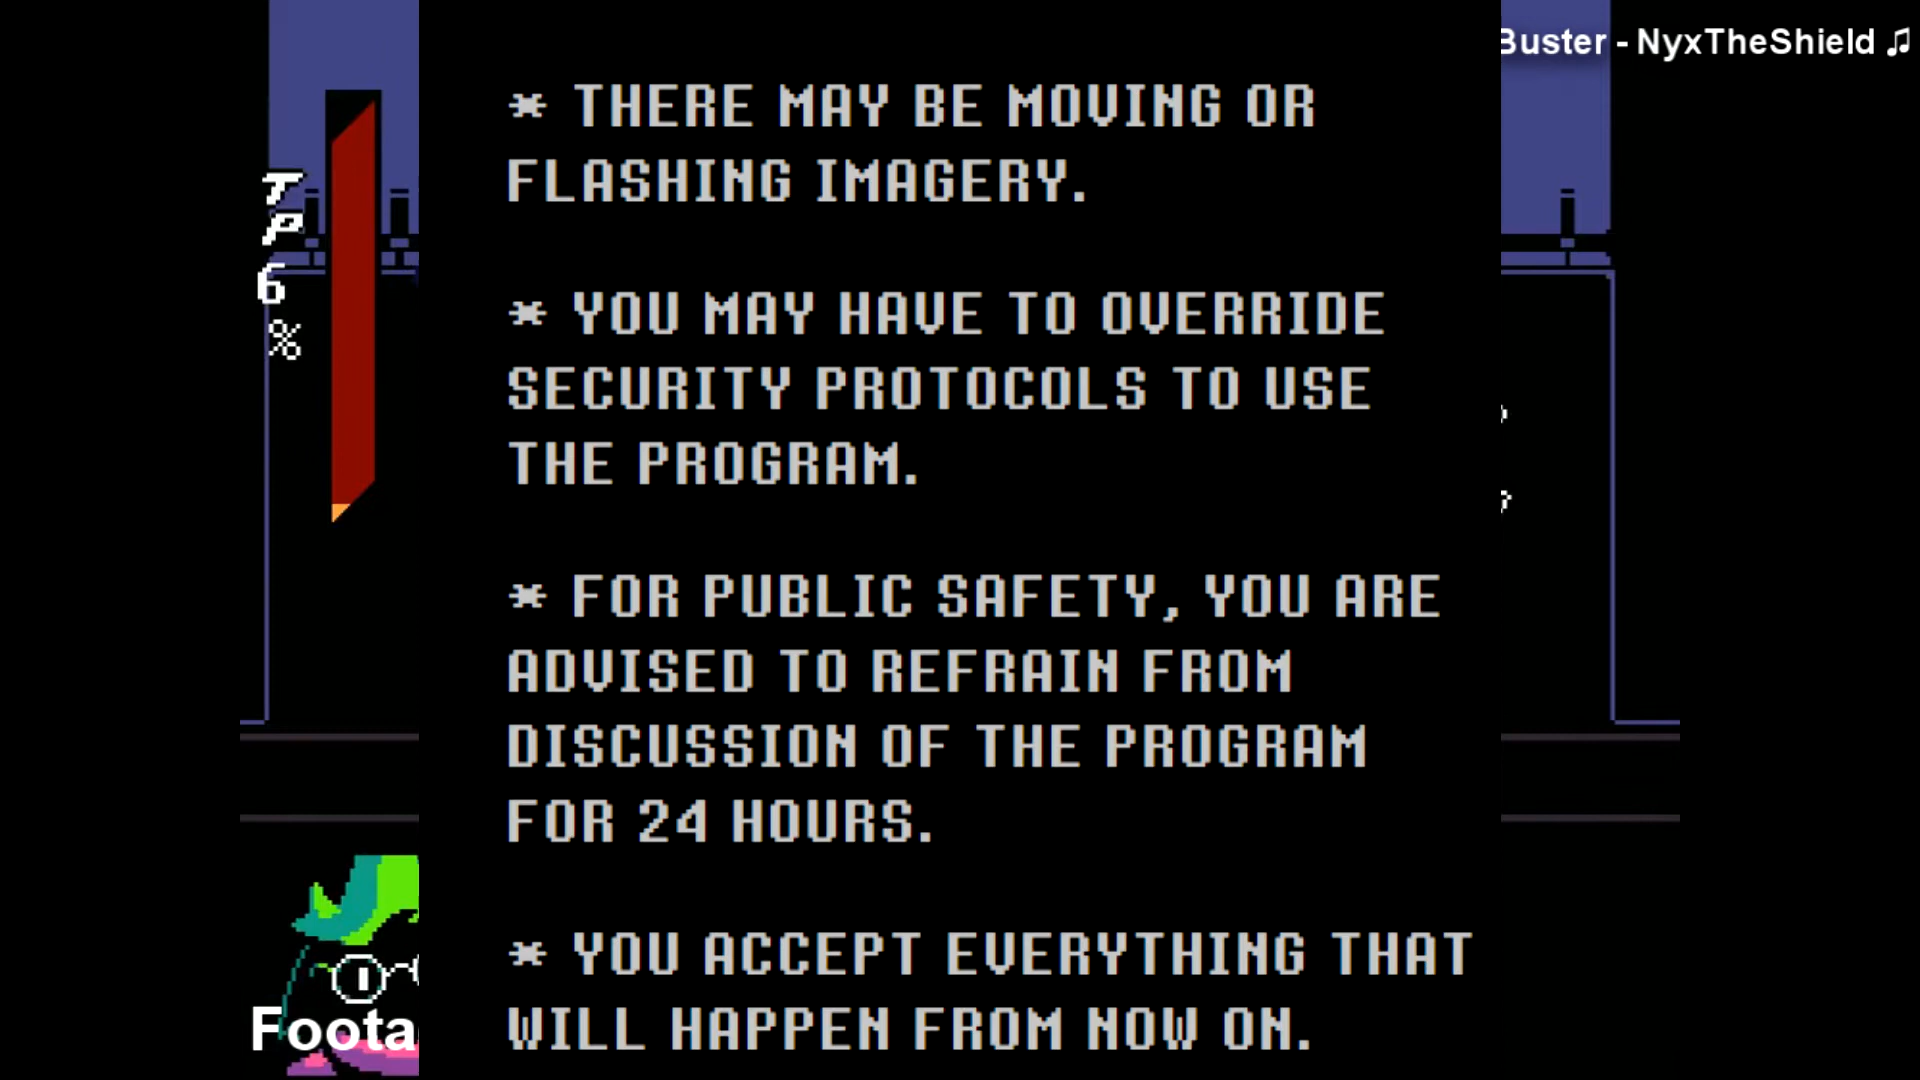 Buster - NyxTheShield ♫
* THERE MAY BE MOVING OR
FLASHING IMAGERY.
TP
6
%
* YOU MAY HAVE TO OVERRIDE
SECURITY PROTOCOLS TO USE
THE PROGRAM.
* FOR PUBLIC SAFETY, YOU ARE
ADVISED TO REFRAIN FROM
DISCUSSION OF THE PROGRAM
FOR 24 HOURS.
* YOU ACCEPT EVERYTHING THAT
WILL HAPPEN FROM NOW ON.
Foota